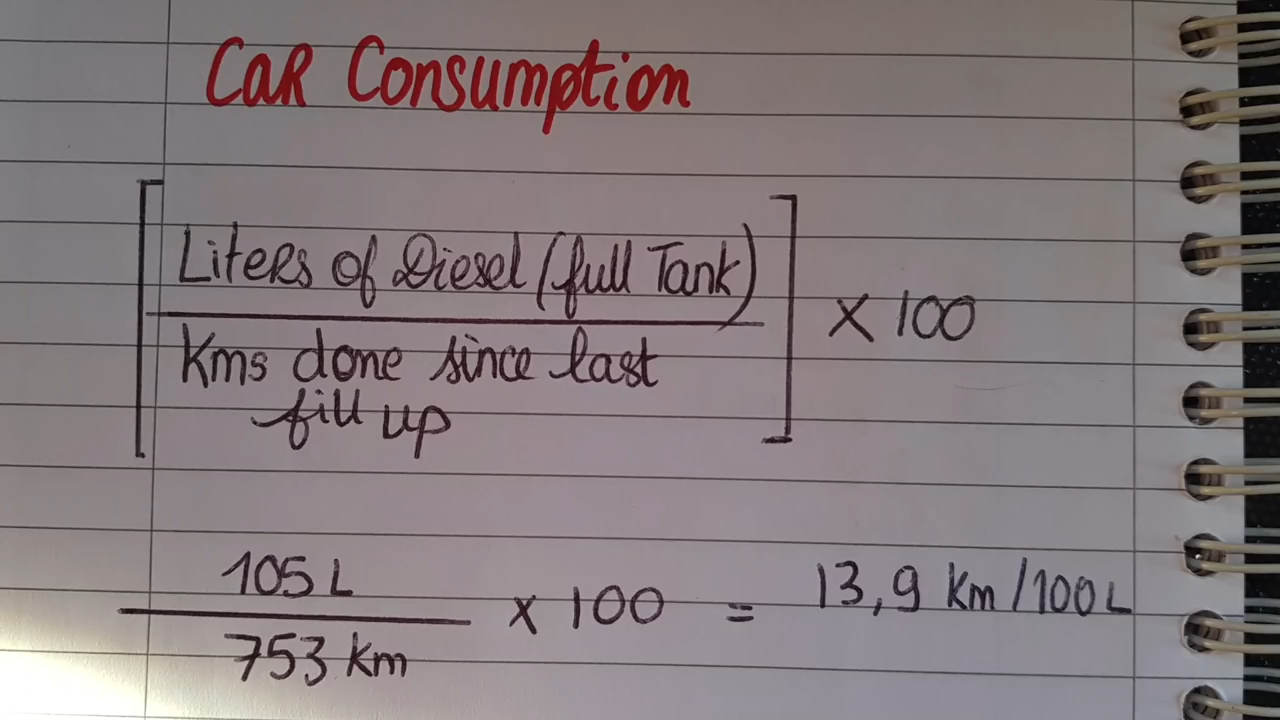 CaR Consumption
[Liters of Diesel (full Tank)
Kms done since last
fill up] x 100
105 L
753 km
x 100 = 13,9 km/100L